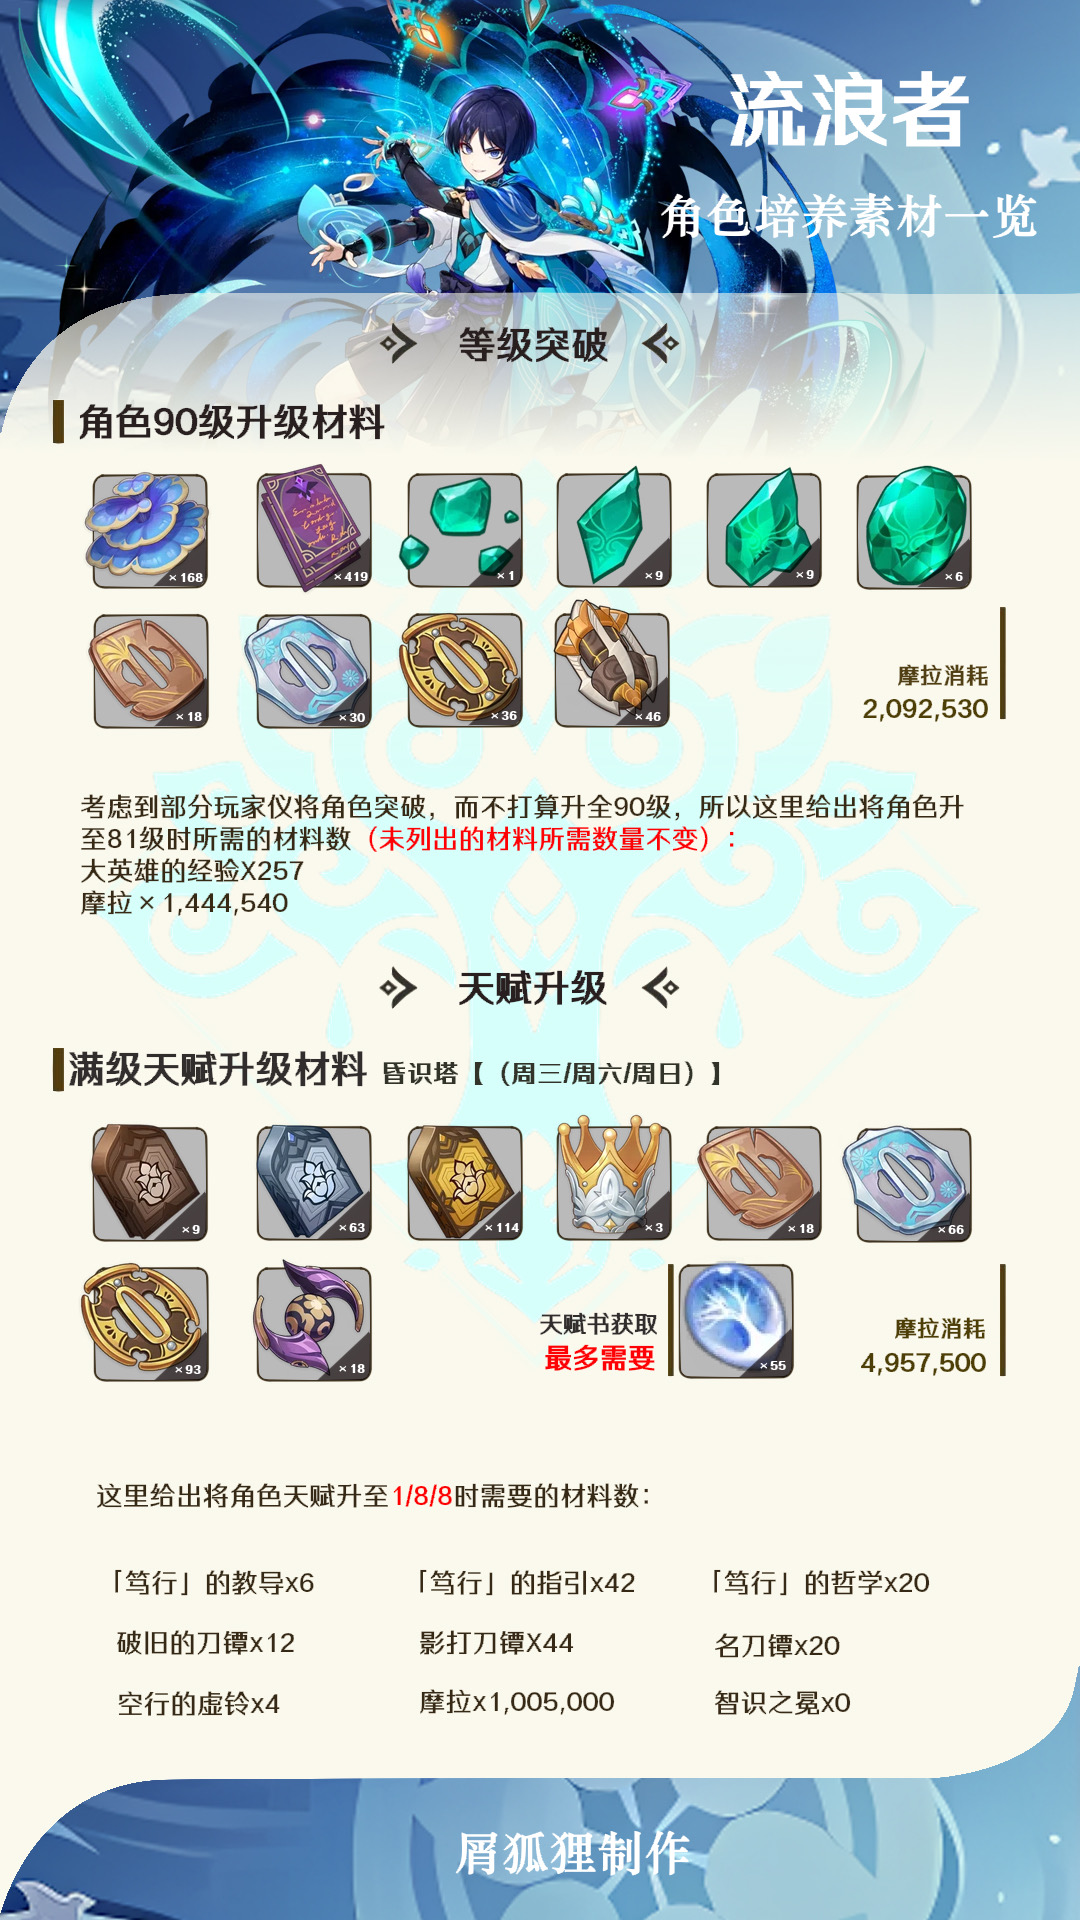 流浪者
角色培养素材一览
等级突破
角色90级升级材料
×168
×419
×1
×9
×9
×6
×18
×30
×36
×46
摩拉消耗
2,092,530
考虑到部分玩家仅将角色突破，而不打算升全90级，所以这里给出将角色升
至81级时所需的材料数（未列出的材料所需数量不变）：
大英雄的经验X257
摩拉×1,444,540
天赋升级
满级天赋升级材料 昏识塔【（周三/周六/周日）】
×9
×63
×114
×3
×18
×66
×93
×18
天赋书获取
最多需要
×55
摩拉消耗
4,957,500
这里给出将角色天赋升至1/8/8时需要的材料数：
「笃行」的教导x6 「笃行」的指引x42 「笃行」的哲学x20
破旧的刀镡x12 影打刀镡X44 名刀镡x20
空行的虚铃x4 摩拉x1,005,000 智识之冕x0
屑狐狸制作